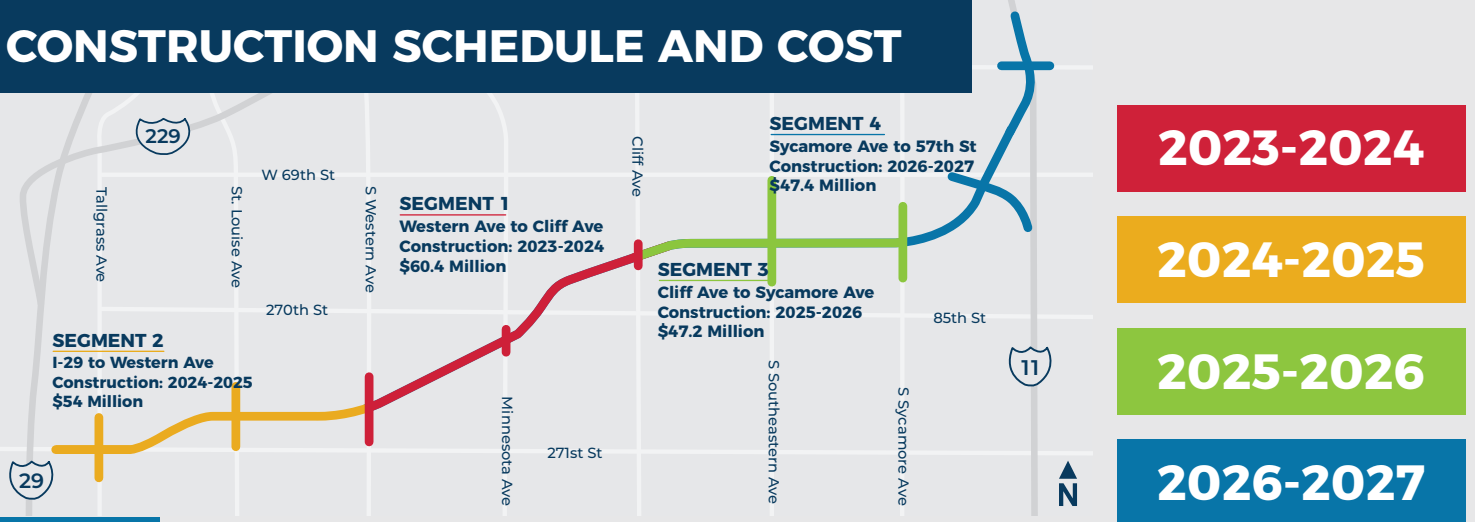 CONSTRUCTION SCHEDULE AND COST
229
W 69th St
Tallgrass Ave
St. Louise Ave
S Western Ave
Cliff Ave
SEGMENT 4
Sycamore Ave to 57th St
Construction: 2026-2027
$47.4 Million
SEGMENT 1
Western Ave to Cliff Ave
Construction: 2023-2024
$60.4 Million
SEGMENT 3
Cliff Ave to Sycamore Ave
Construction: 2025-2026
$47.2 Million
270th St
85th St
SEGMENT 2
I-29 to Western Ave
Construction: 2024-2025
$54 Million
11
Minnesota Ave
S Southeastern Ave
S Sycamore Ave
271st St
29
N
2023-2024
2024-2025
2025-2026
2026-2027